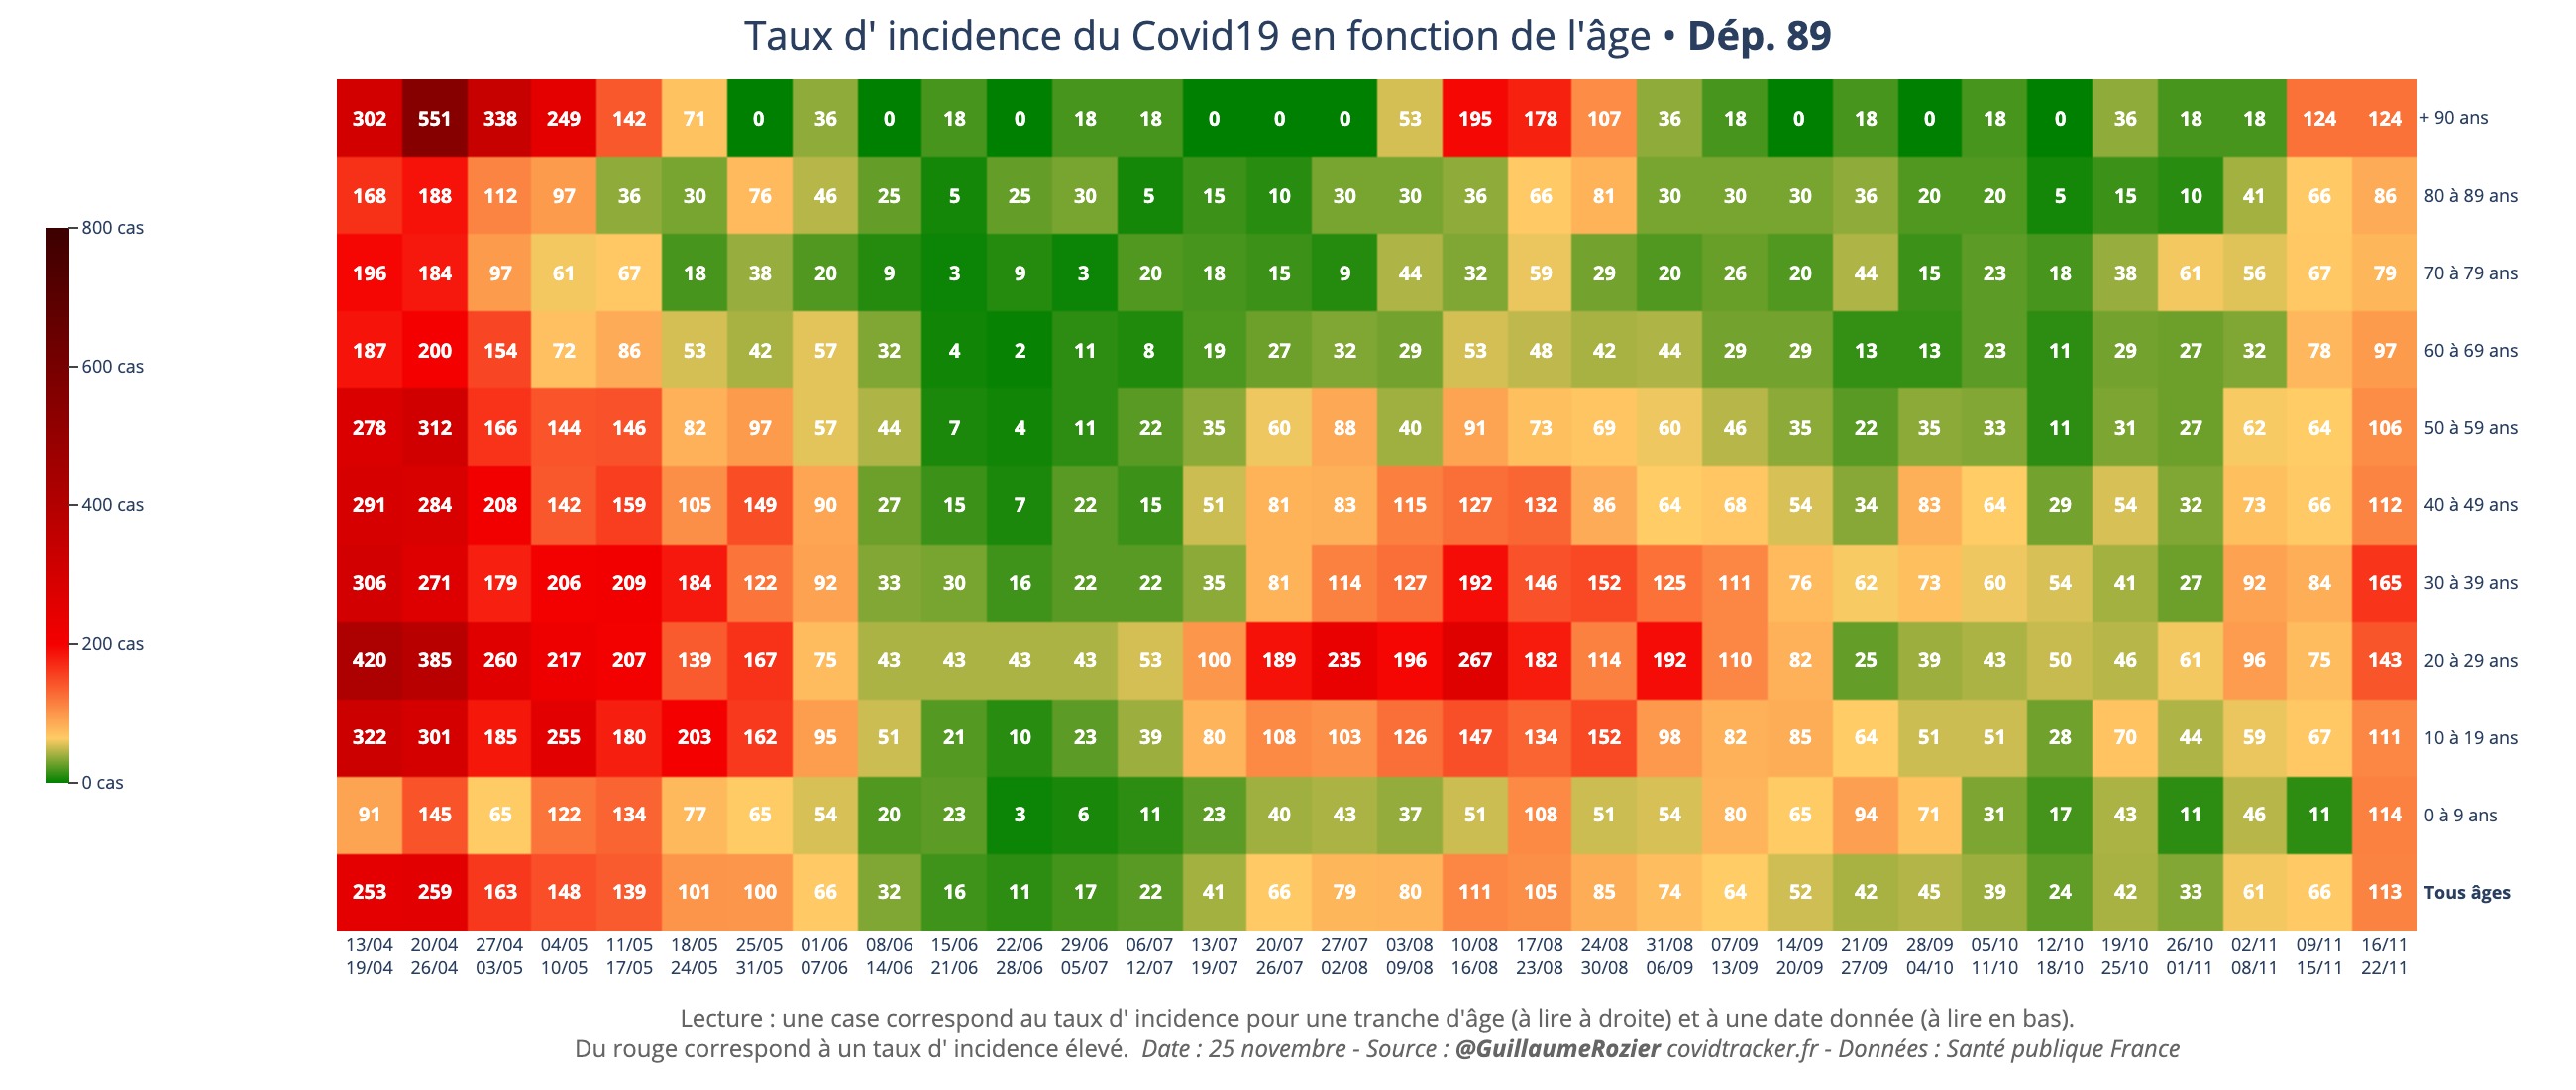 Taux d' incidence du Covid19 en fonction de l'âge • Dép. 89
800 cas
600 cas
400 cas
200 cas
0 cas
302 551 338 249 142 71 0 36 0 18 0 18 18 0 0 0 53 195 178 107 36 18 0 18 0 18 0 36 18 18 124 124 + 90 ans
168 188 112 97 36 30 76 46 25 5 25 30 5 15 10 30 30 36 66 81 30 30 30 36 20 20 5 15 10 41 66 86 80 à 89 ans
196 184 97 61 67 18 38 20 9 3 9 3 20 18 15 9 44 32 59 29 20 26 20 44 15 23 18 38 61 56 67 79 70 à 79 ans
187 200 154 72 86 53 42 57 32 4 2 11 8 19 27 32 29 53 48 42 44 29 29 13 13 23 11 29 27 32 78 97 60 à 69 ans
278 312 166 144 146 82 97 57 44 7 4 11 22 35 60 88 40 91 73 69 60 46 35 22 35 33 11 31 27 62 64 106 50 à 59 ans
291 284 208 142 159 105 149 90 27 15 7 22 15 51 81 83 115 127 132 86 64 68 54 34 83 64 29 54 32 73 66 112 40 à 49 ans
306 271 179 206 209 184 122 92 33 30 16 22 22 35 81 114 127 192 146 152 125 111 76 62 73 60 54 41 27 92 84 165 30 à 39 ans
420 385 260 217 207 139 167 75 43 43 43 43 53 100 189 235 196 267 182 114 192 110 82 25 39 43 50 46 61 96 75 143 20 à 29 ans
322 301 185 255 180 203 162 95 51 21 10 23 39 80 108 103 126 147 134 152 98 82 85 64 51 51 28 70 44 59 67 111 10 à 19 ans
91 145 65 122 134 77 65 54 20 23 3 6 11 23 40 43 37 51 108 51 54 80 65 94 71 31 17 43 11 46 11 114 0 à 9 ans
253 259 163 148 139 101 100 66 32 16 11 17 22 41 66 79 80 111 105 85 74 64 52 42 45 39 24 42 33 61 66 113 Tous âges
13/04 20/04 27/04 04/05 11/05 18/05 25/05 01/06 08/06 15/06 22/06 29/06 06/07 13/07 20/07 27/07 03/08 10/08 17/08 24/08 31/08 07/09 14/09 21/09 28/09 05/10 12/10 19/10 26/10 02/11 09/11 16/11
19/04 26/04 03/05 10/05 17/05 24/05 31/05 07/06 14/06 21/06 28/06 05/07 12/07 19/07 26/07 02/08 09/08 16/08 23/08 30/08 06/09 13/09 20/09 27/09 04/10 11/10 18/10 25/10 01/11 08/11 15/11 22/11
Lecture : une case correspond au taux d' incidence pour une tranche d'âge (à lire à droite) et à une date donnée (à lire en bas).
Du rouge correspond à un taux d' incidence élevé. Date : 25 novembre - Source : @GuillaumeRozier covidtracker.fr - Données : Santé publique France